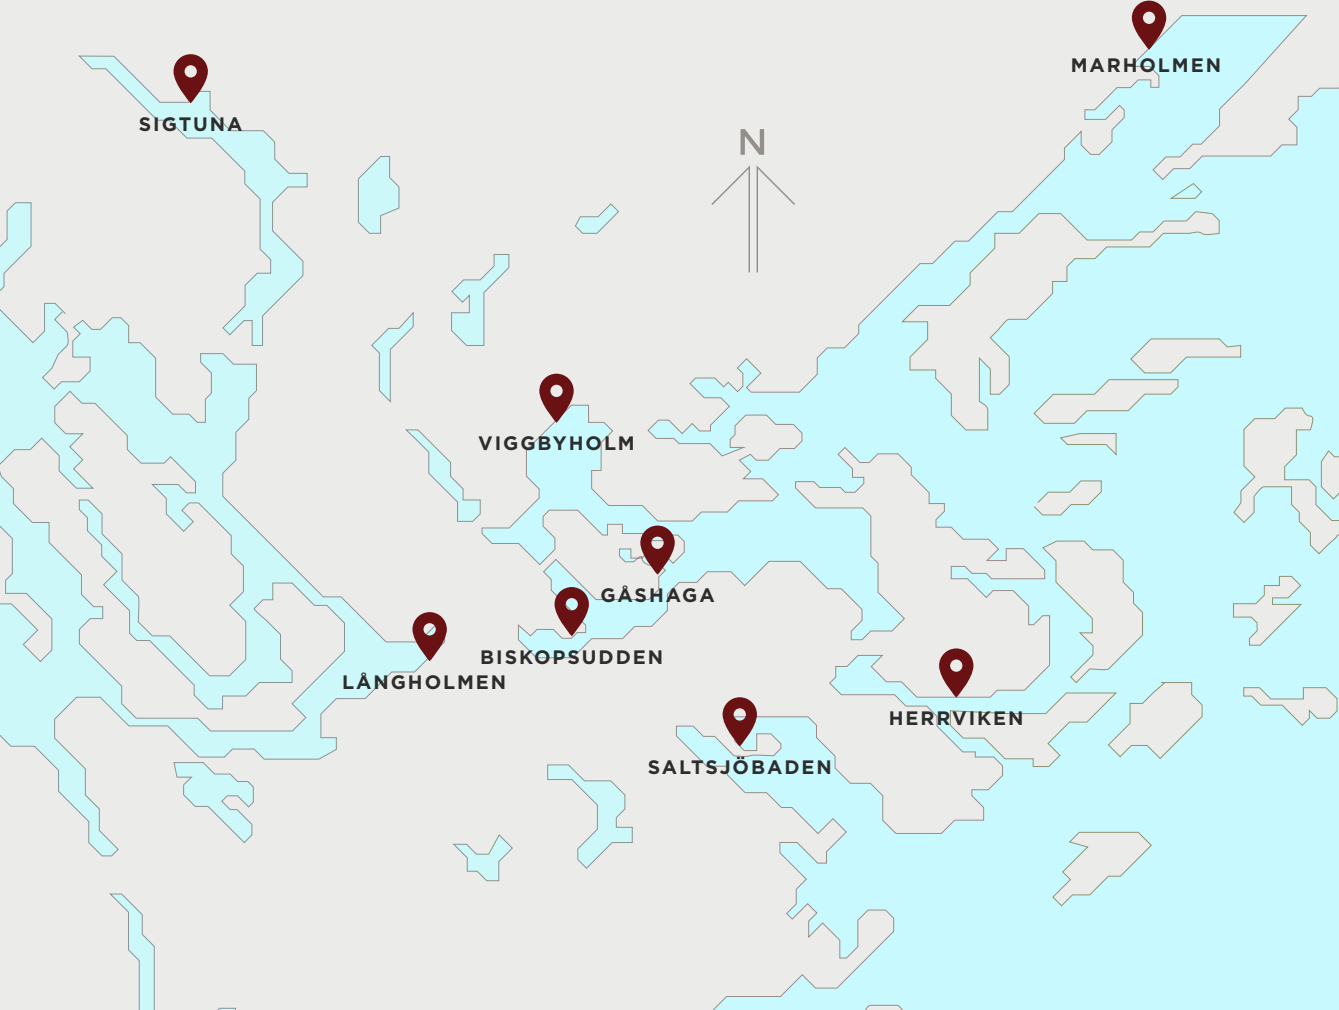 MARHOLMEN
SIGTUNA
N
VIGGBYHOLM
GÅSHAGA
BISKOPSUDDEN
LÅNGHOLMEN
HERRVIKEN
SALTSJÖBADEN